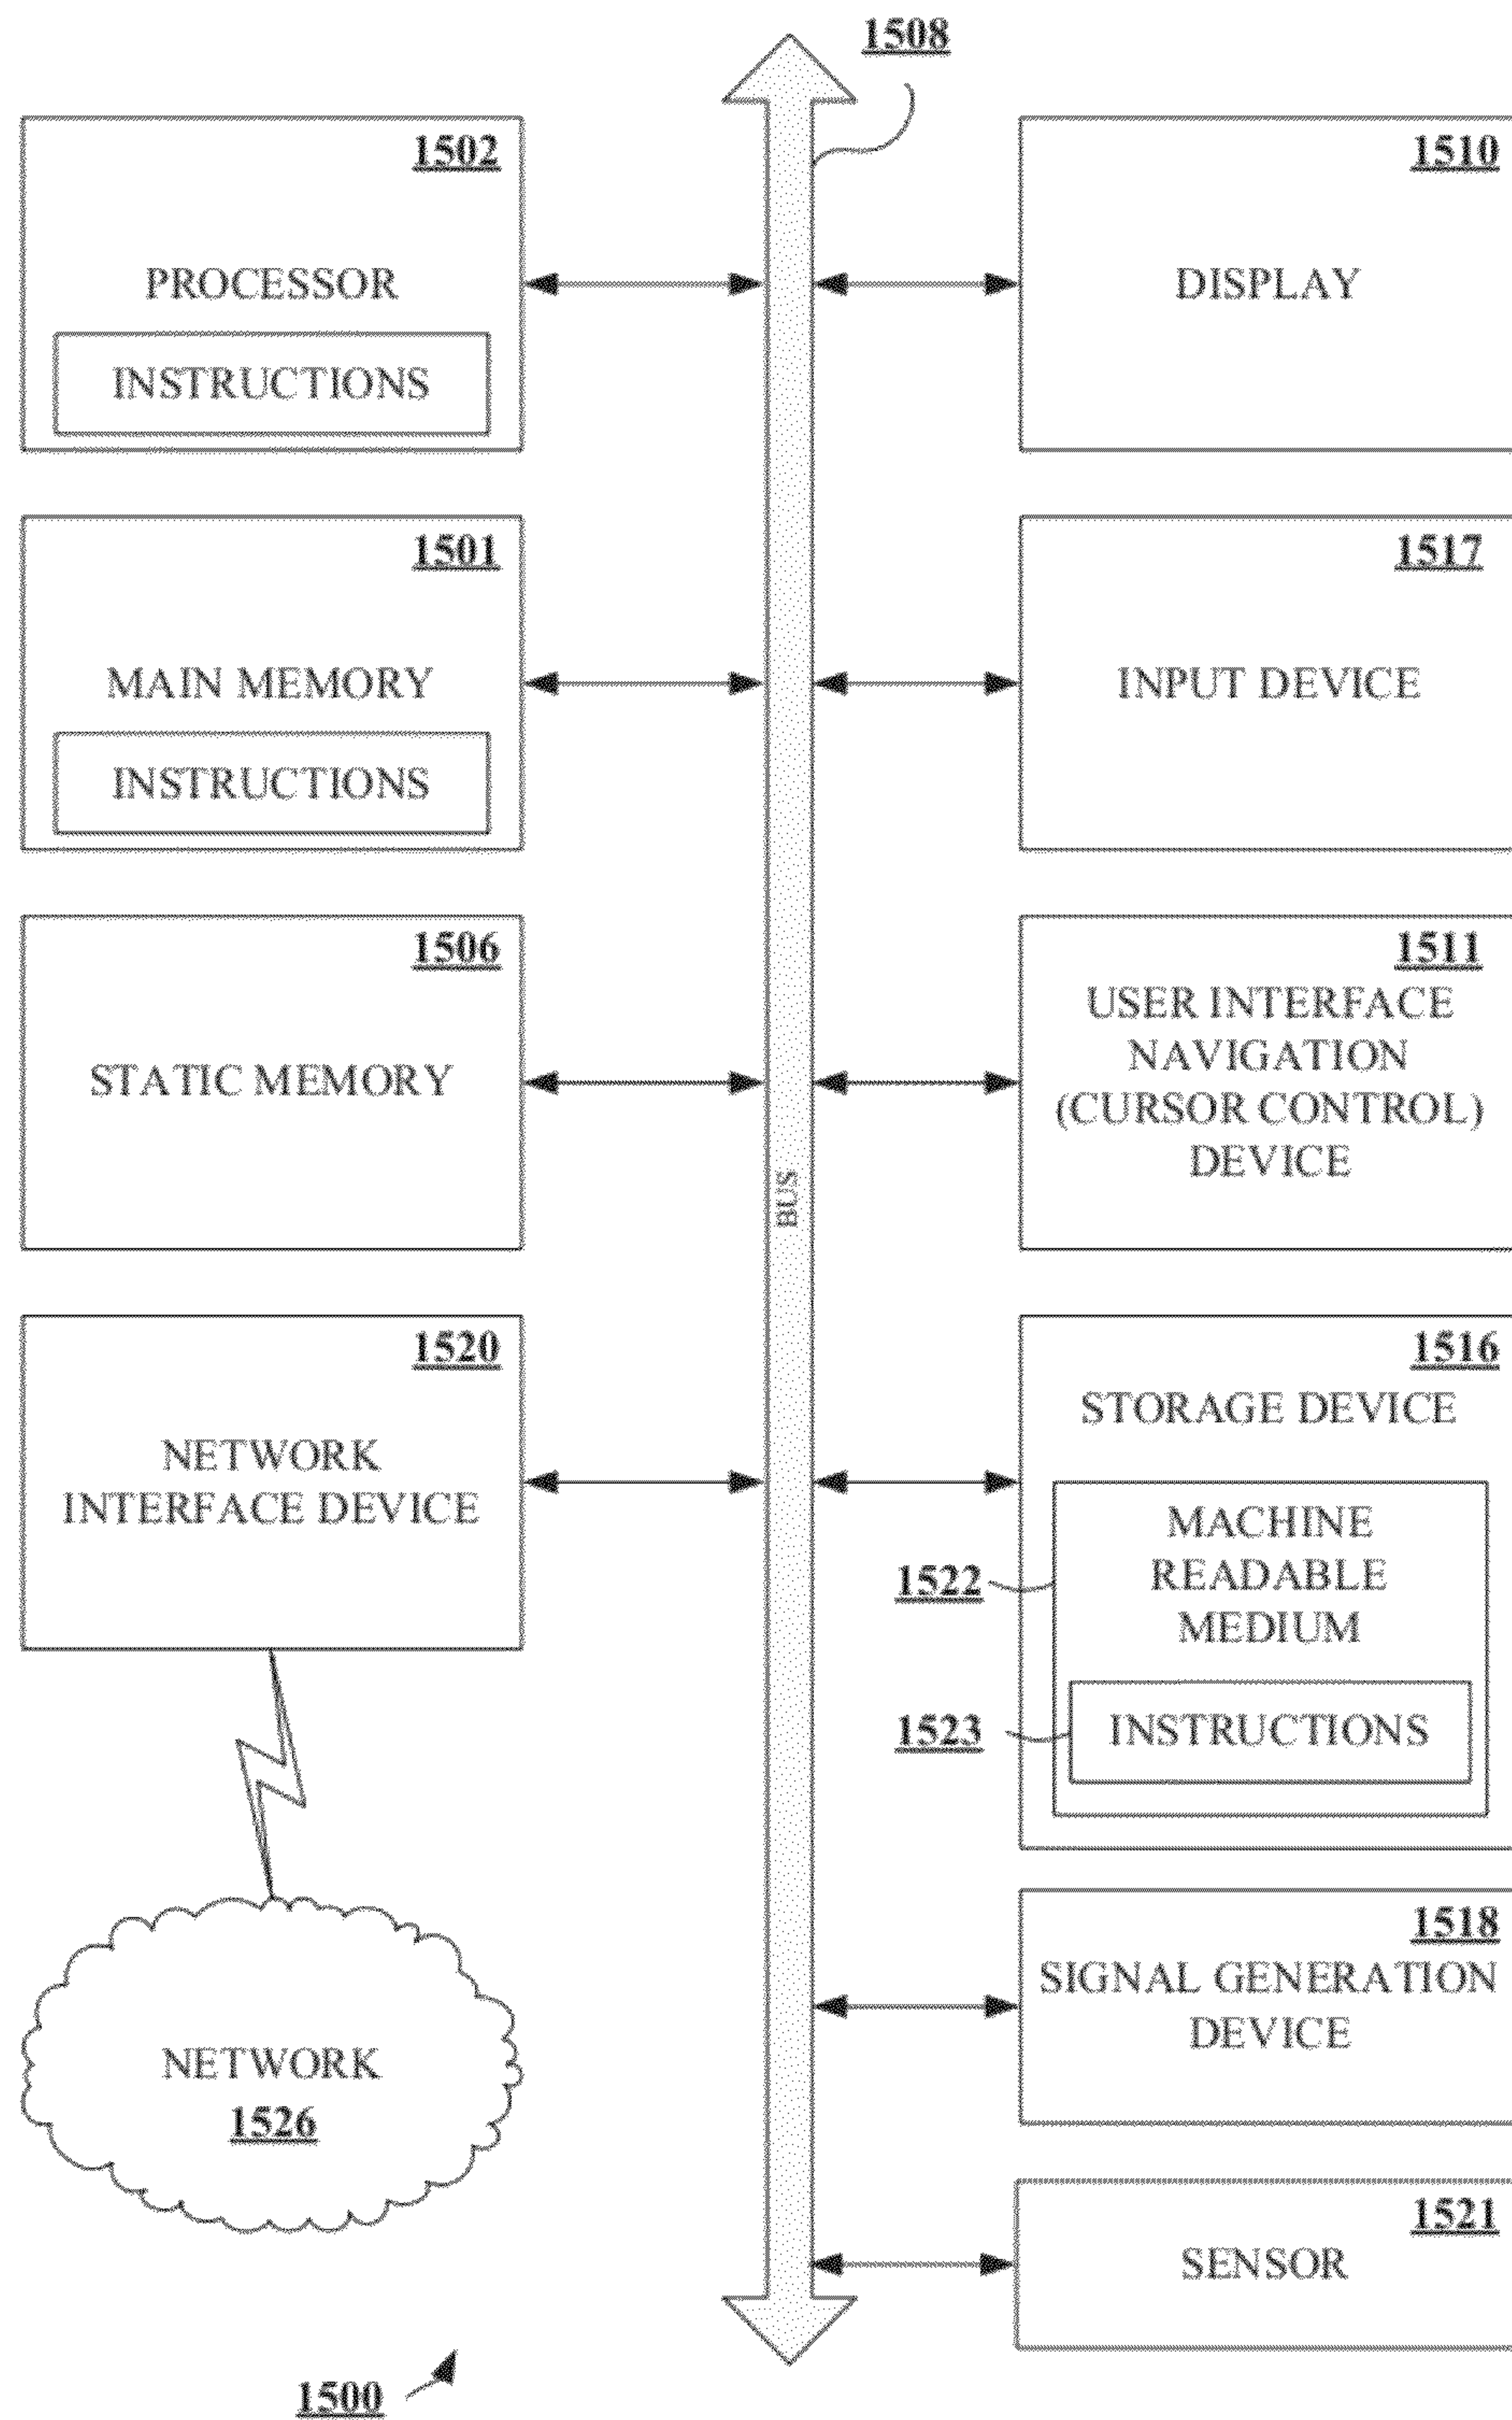 1508
1502
PROCESSOR
INSTRUCTIONS
1510
DISPLAY
1501
MAIN MEMORY
INSTRUCTIONS
1517
INPUT DEVICE
1506
STATIC MEMORY
1511
USER INTERFACE
NAVIGATION
(CURSOR CONTROL)
DEVICE
BUS
1520
NETWORK
INTERFACE DEVICE
1516
STORAGE DEVICE
MACHINE
READABLE
MEDIUM
1522
1523
INSTRUCTIONS
1518
SIGNAL GENERATION
DEVICE
NETWORK
1526
1521
SENSOR
1500